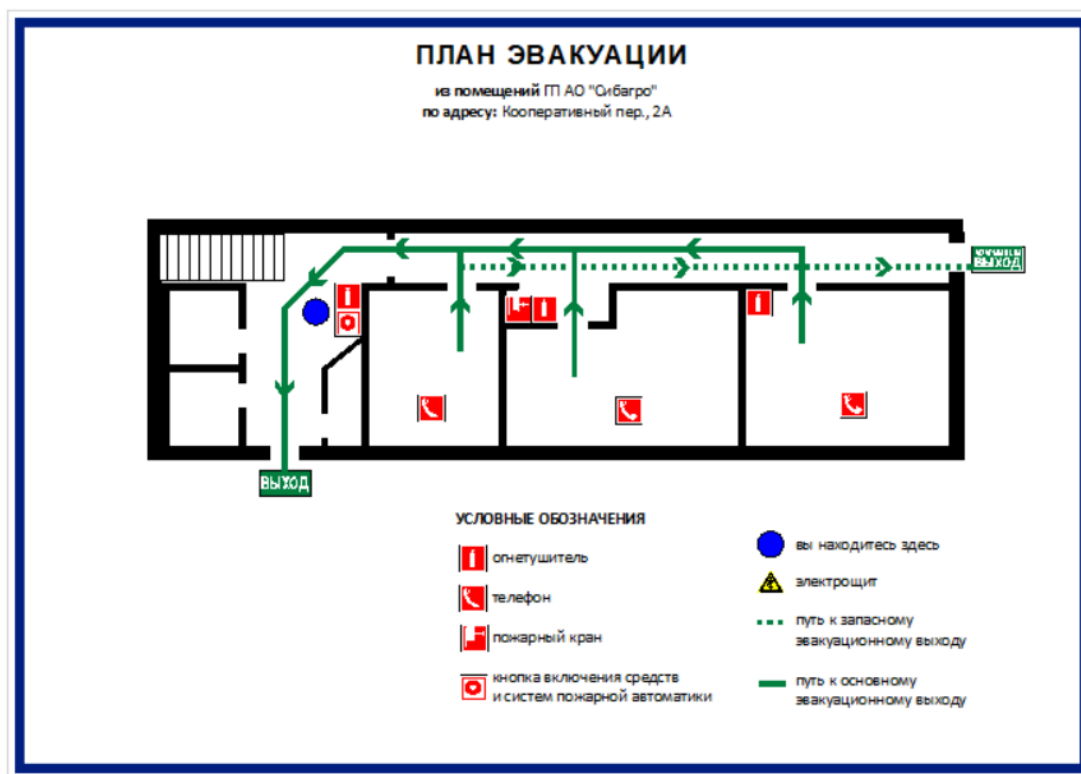 ПЛАН ЭВАКУАЦИИ
из помещений ГП АО "Сибагро"
по адресу: Кооперативный пер., 2А
ВЫХОД
ВЫХОД
УСЛОВНЫЕ ОБОЗНАЧЕНИЯ
огнетушитель
телефон
пожарный кран
кнопка включения средств
и систем пожарной автоматики
вы находитесь здесь
электрощит
путь к запасному
эвакуационному выходу
путь к основному
эвакуационному выходу